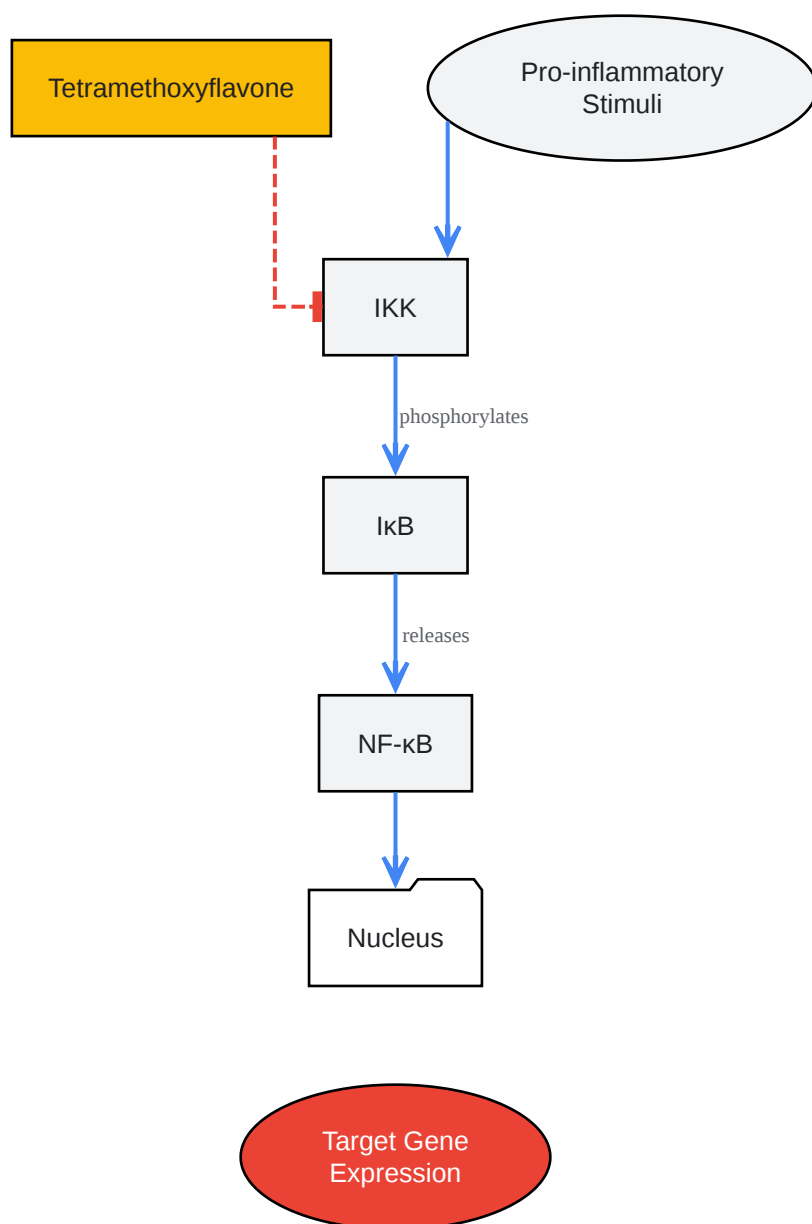 Tetramethoxyflavone
Pro-inflammatory
Stimuli
IKK
phosphorylates
IκB
releases
NF-κB
Nucleus
Target Gene
Expression